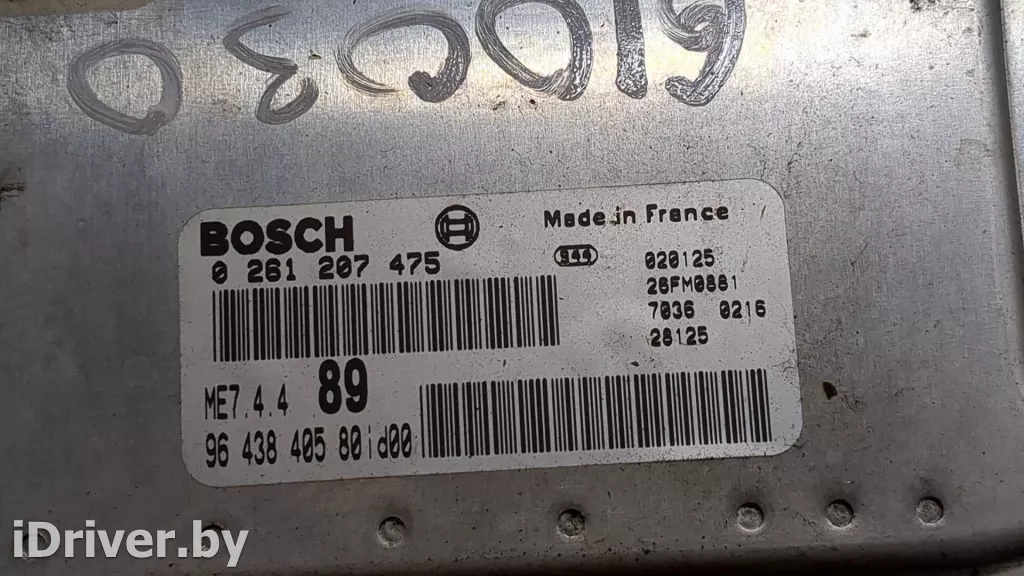 BOSCH
Made in France
0 261 207 475
944
020125
26FM0881
7036 0216
28125
ME7.4.4 89
96 438 405 80id00
iDriver.by